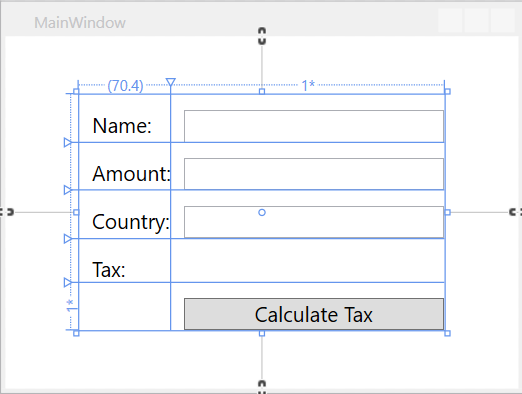 MainWindow
(70.4) 1*
Name:
Amount:
Country:
Tax:
1*
Calculate Tax